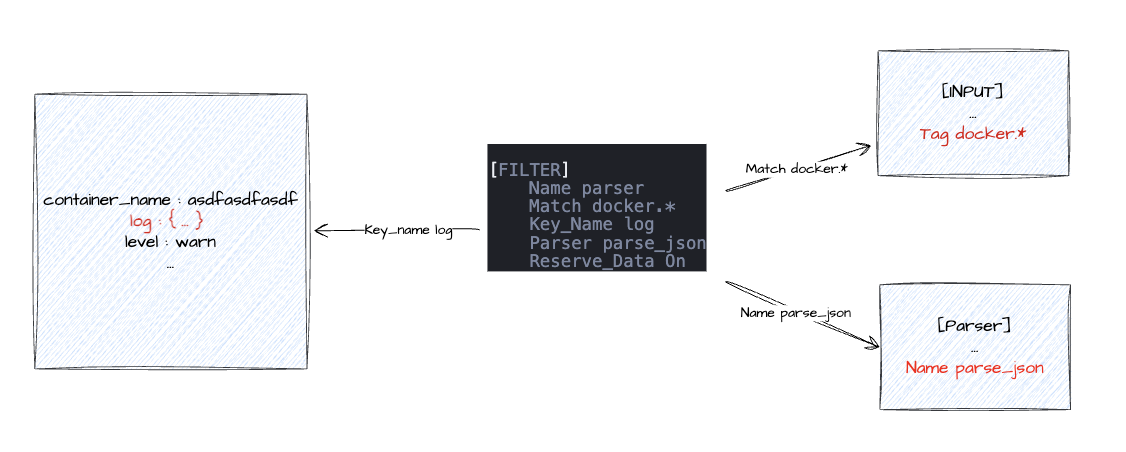 container_name : asdfasdfasdf
log : { ... }
level : warn
...
Key_name log
[FILTER]
Name parser
Match docker.*
Key_Name log
Parser parse_json
Reserve_Data On
Match docker.*
[INPUT]
...
Tag docker.*
Name parse_json
[Parser]
...
Name parse_json